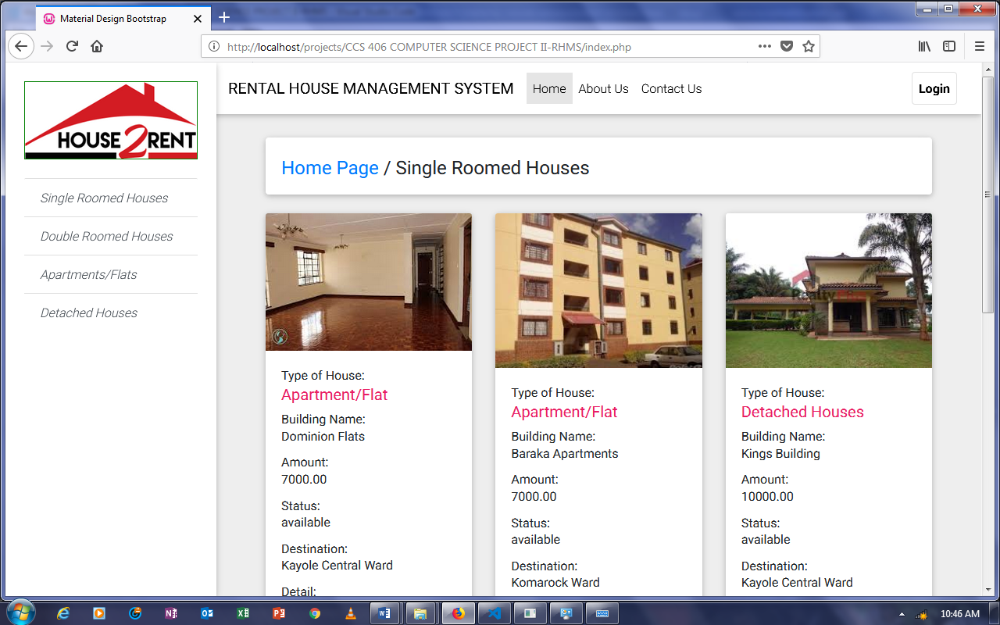 Material Design Bootstrap
http://localhost/projects/CCS 406 COMPUTER SCIENCE PROJECT II-RHMS/index.php
HOUSE 2 RENT
RENTAL HOUSE MANAGEMENT SYSTEM Home About Us Contact Us Login
Single Roomed Houses
Double Roomed Houses
Apartments/Flats
Detached Houses
Home Page / Single Roomed Houses
Type of House:
Apartment/Flat
Building Name:
Dominion Flats
Amount:
7000.00
Status:
available
Destination:
Kayole Central Ward
Detail:
Type of House:
Apartment/Flat
Building Name:
Baraka Apartments
Amount:
7000.00
Status:
available
Destination:
Komarock Ward
Type of House:
Detached Houses
Building Name:
Kings Building
Amount:
10000.00
Status:
available
Destination:
Kayole Central Ward
10:46 AM